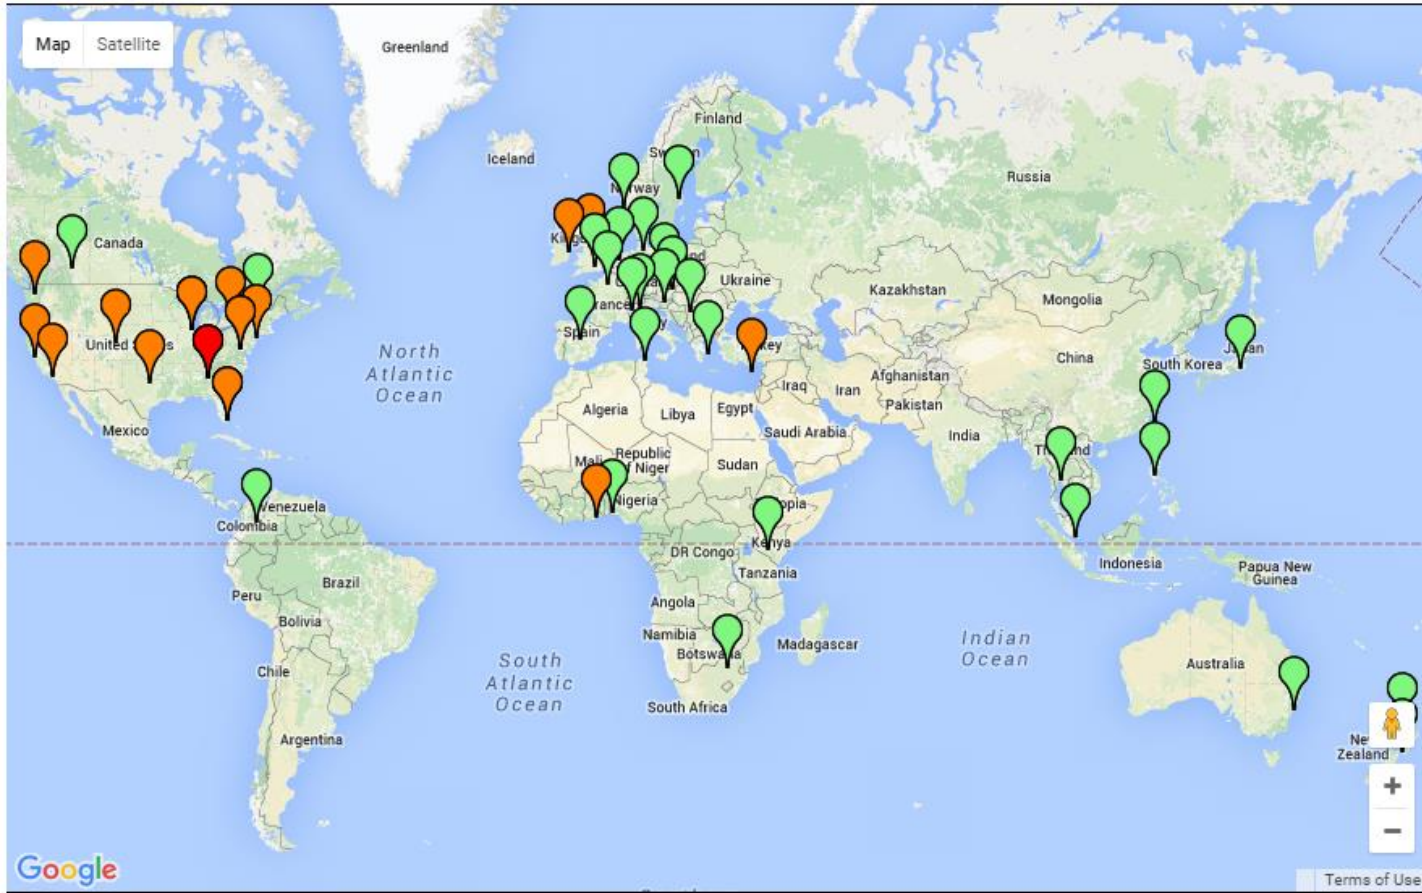 Map
Satellite
Greenland
Finland
Iceland
Norway
Russia
Canada
Ukraine
Kazakhstan
Mongolia
Spain
China
South Korea
Japan
North
Atlantic
Ocean
Afghanistan
Iraq
Iran
Pakistan
Mexico
Algeria
Libya
Egypt
Saudi Arabia
India
Mali
Republic
of Niger
Sudan
Nigeria
Venezuela
Colombia
DR Congo
Kenya
Tanzania
Indonesia
Papua New
Guinea
Peru
Brazil
Angola
Bolivia
Namibia
Botswana
Madagascar
Indian
Ocean
Australia
Chile
South
Atlantic
Ocean
South Africa
Argentina
Zealand
+
−
Google
Terms of Use